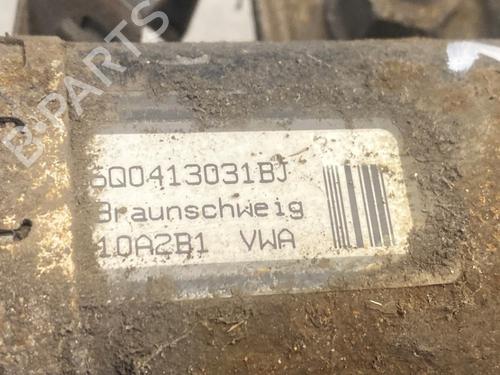 B-PARTS
6Q0413031BJ
Braunschweig
10A2B1 VWA